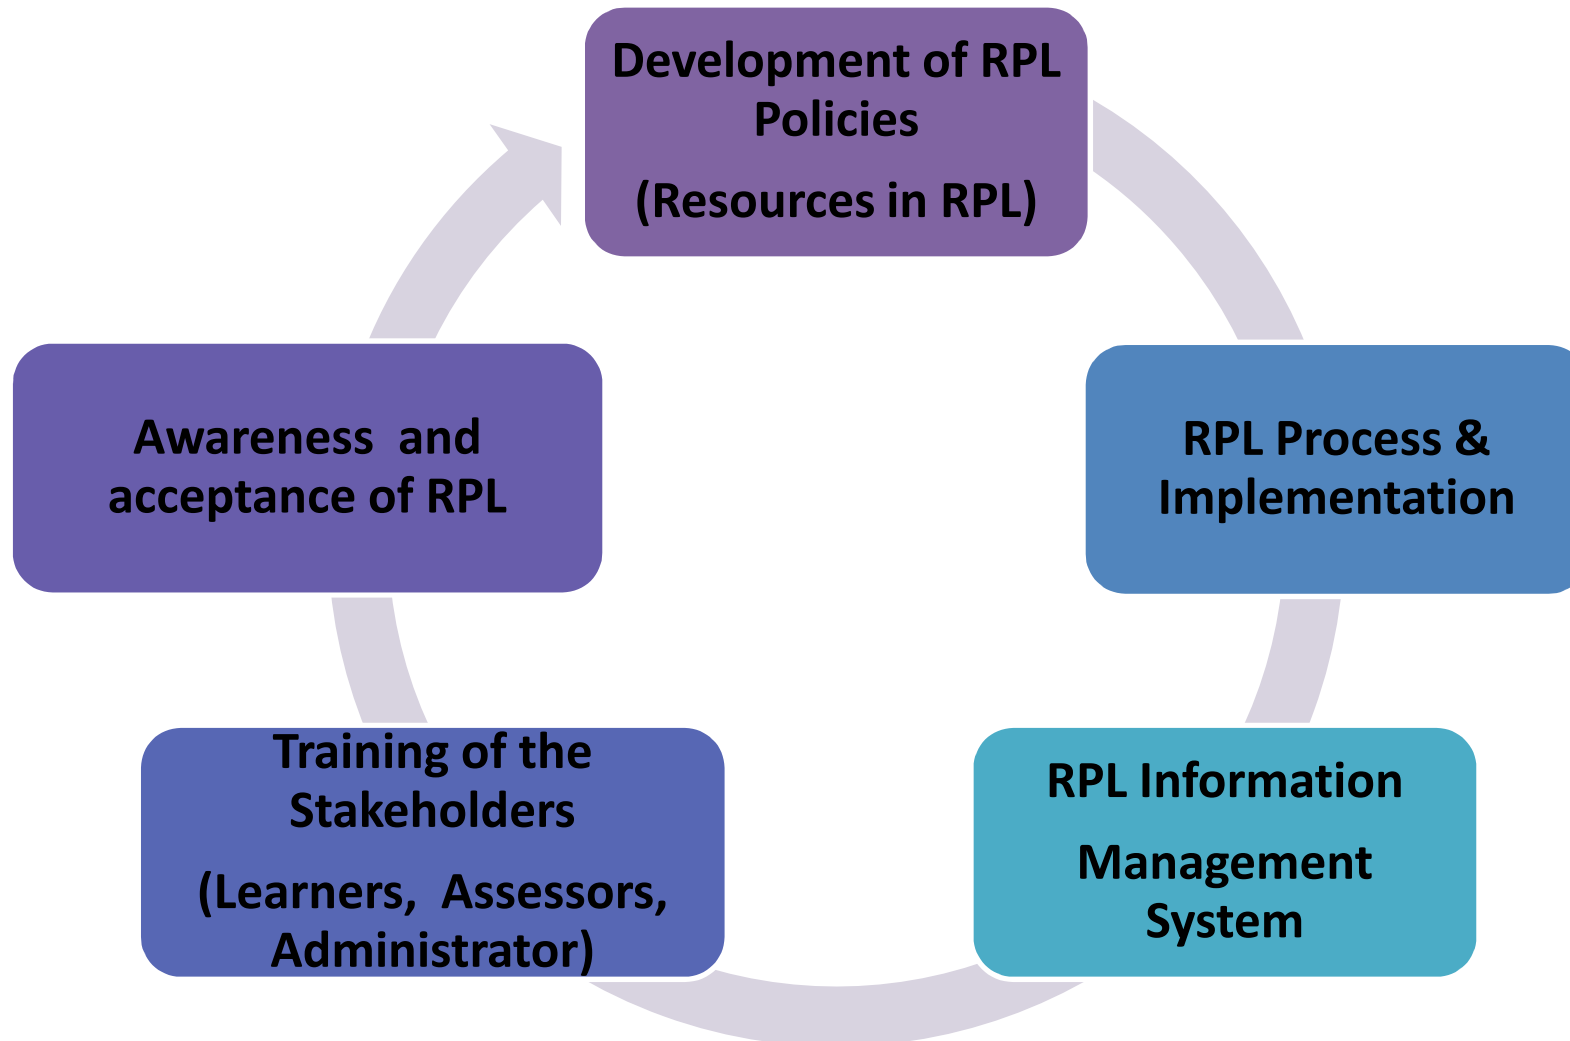 Development of RPL
Policies
(Resources in RPL)
RPL Process &
Implementation
RPL Information
Management
System
Training of the
Stakeholders
(Learners, Assessors,
Administrator)
Awareness and
acceptance of RPL